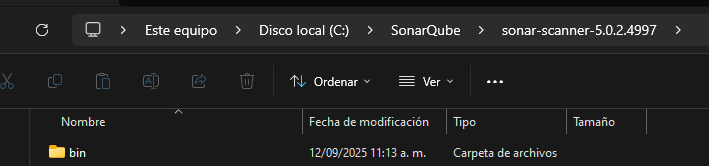 Este equipo > Disco local (C:) > SonarQube > sonar-scanner-5.0.2.4997 >
Ordenar Ver ...
Nombre Fecha de modificación Tipo Tamaño
bin 12/09/2025 11:13 a. m. Carpeta de archivos